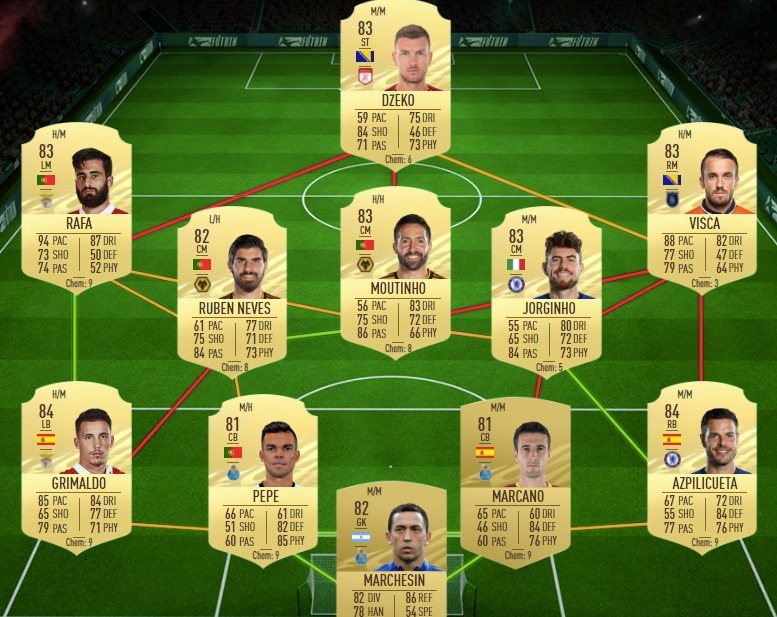 M/M
83
ST
DZEKO
59 PAC 75 DRI
84 SHO 46 DEF
71 PAS 73 PHY
Chem: 6
H/M
83
LM
RAFA
94 PAC 87 DRI
73 SHO 50 DEF
74 PAS 52 PHY
Chem: 9
H/M
83
RM
VISCA
88 PAC 82 DRI
77 SHO 47 DEF
79 PAS 64 PHY
Chem: 3
L/H
82
CM
RUBEN NEVES
61 PAC 77 DRI
75 SHO 71 DEF
84 PAS 73 PHY
Chem: 8
H/H
83
CM
MOUTINHO
56 PAC 83 DRI
75 SHO 72 DEF
86 PAS 66 PHY
Chem: 8
M/M
83
CM
JORGINHO
55 PAC 80 DRI
65 SHO 72 DEF
84 PAS 73 PHY
Chem: 5
H/M
84
LB
GRIMALDO
85 PAC 84 DRI
65 SHO 77 DEF
79 PAS 71 PHY
Chem: 9
M/H
81
CB
PEPE
66 PAC 61 DRI
51 SHO 82 DEF
60 PAS 85 PHY
Chem: 9
M/M
81
CB
MARCANO
65 PAC 60 DRI
46 SHO 84 DEF
60 PAS 76 PHY
Chem: 9
M/M
84
RB
AZPILICUETA
67 PAC 72 DRI
55 SHO 84 DEF
77 PAS 76 PHY
Chem: 9
M/M
82
GK
MARCHESIN
82 DIV 86 REF
78 HAN 54 SPE